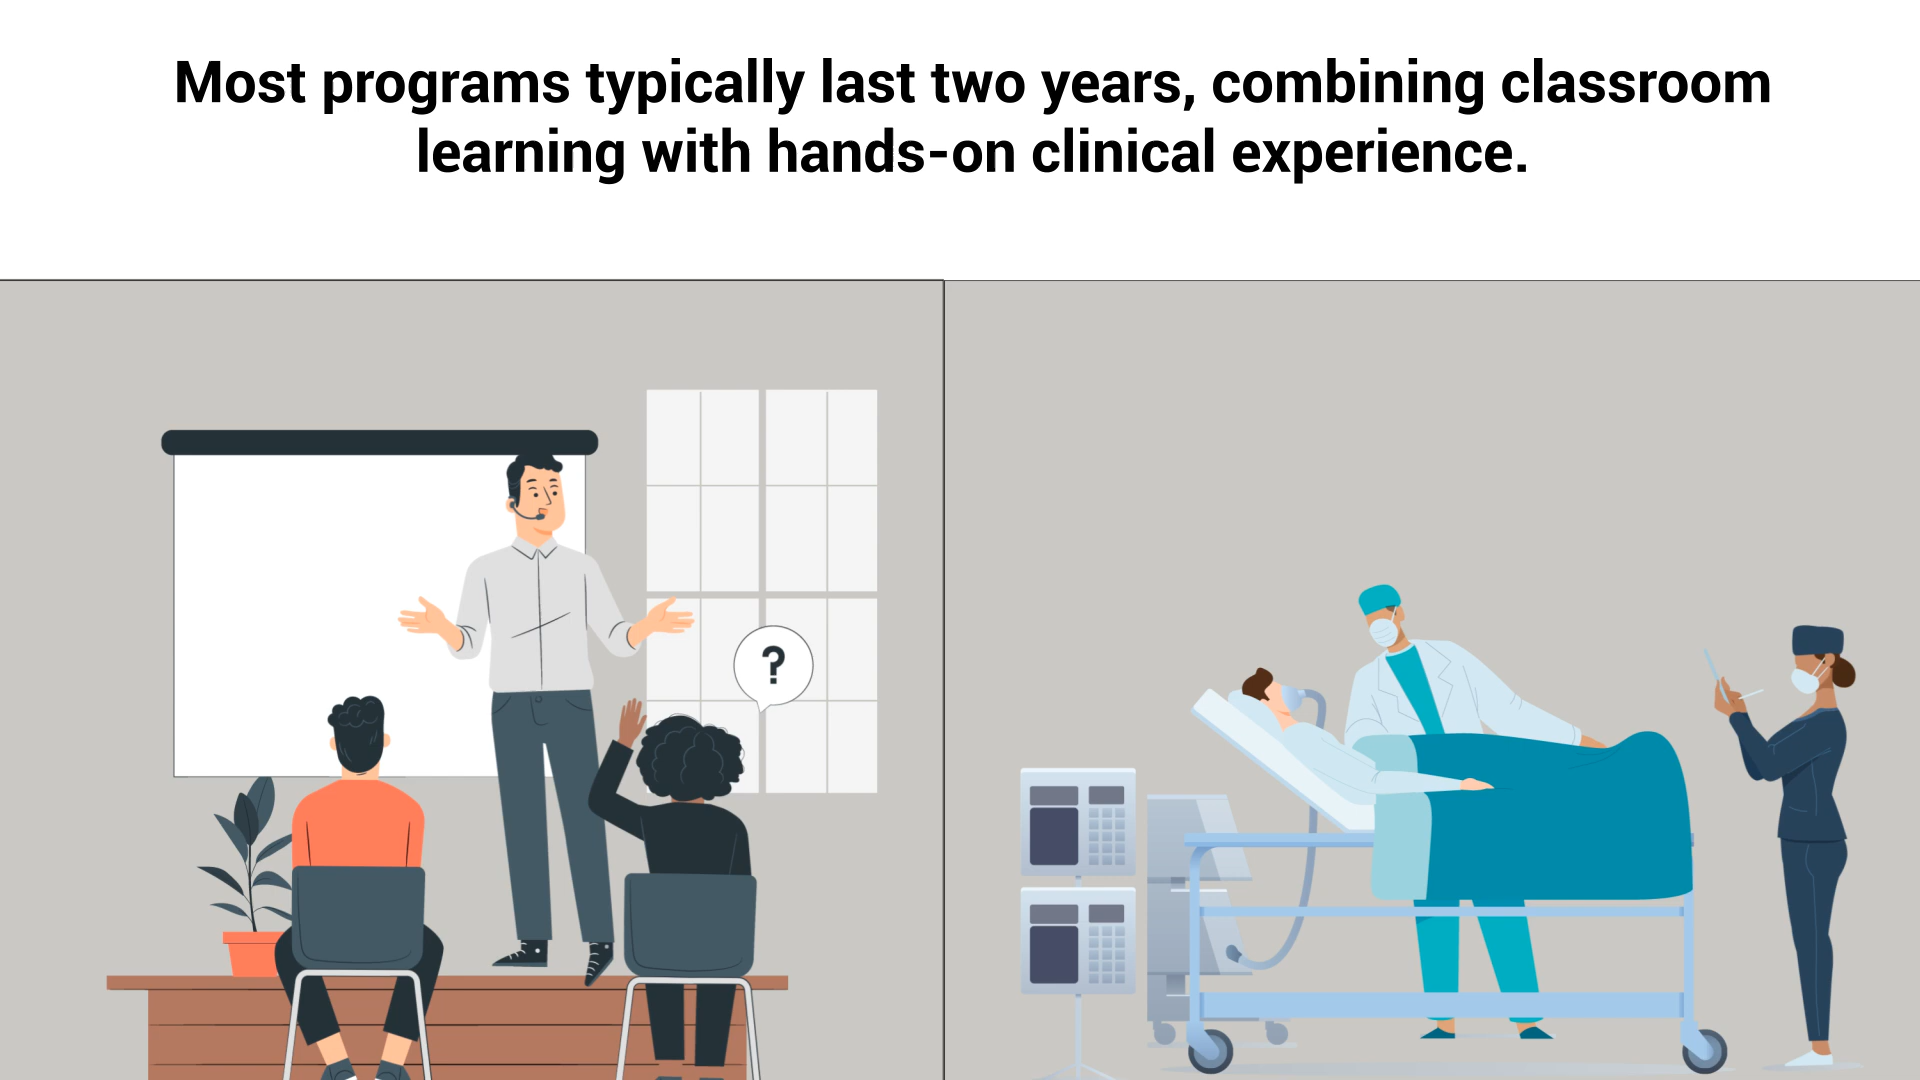 Most programs typically last two years, combining classroom
learning with hands-on clinical experience.
?